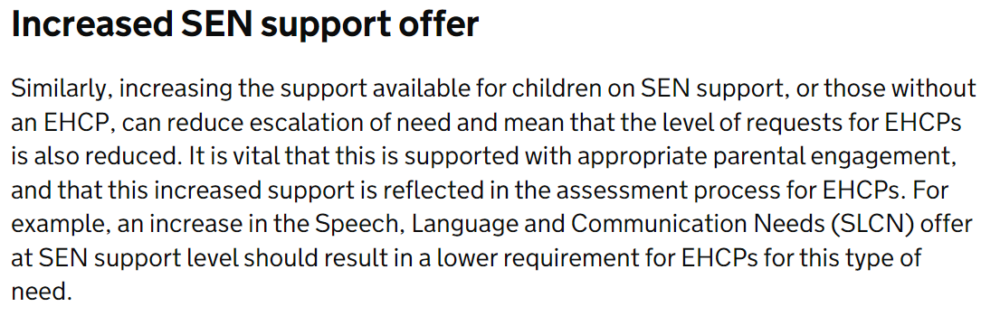 Increased SEN support offer
Similarly, increasing the support available for children on SEN support, or those without
an EHCP, can reduce escalation of need and mean that the level of requests for EHCPs
is also reduced. It is vital that this is supported with appropriate parental engagement,
and that this increased support is reflected in the assessment process for EHCPs. For
example, an increase in the Speech, Language and Communication Needs (SLCN) offer
at SEN support level should result in a lower requirement for EHCPs for this type of
need.